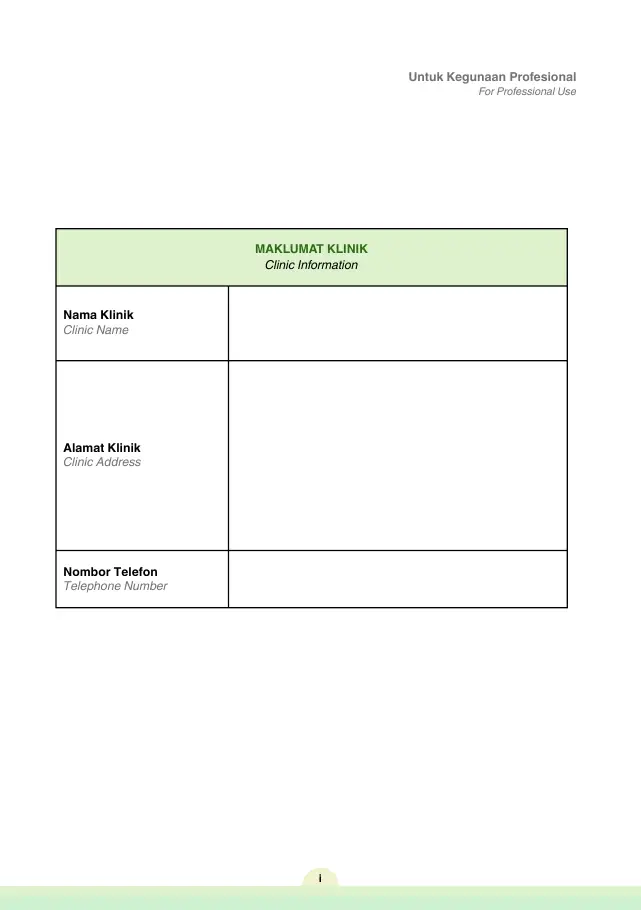 Untuk Kegunaan Profesional
For Professional Use
MAKLUMAT KLINIK
Clinic Information
Nama Klinik
Clinic Name
Alamat Klinik
Clinic Address
Nombor Telefon
Telephone Number
i